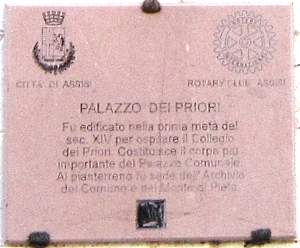 CITTÀ DI ASSISI
ROTARY CLUB ASSISI
PALAZZO DEI PRIORI
Fu edificato nella prima metà del
sec. XIV per ospitare il Collegio
dei Priori. Costituisce il corpo più
importante del Palazzo Comunale.
Al pianterreno fu sede dell'Archivio
del Comune e del Monte di Pietà.